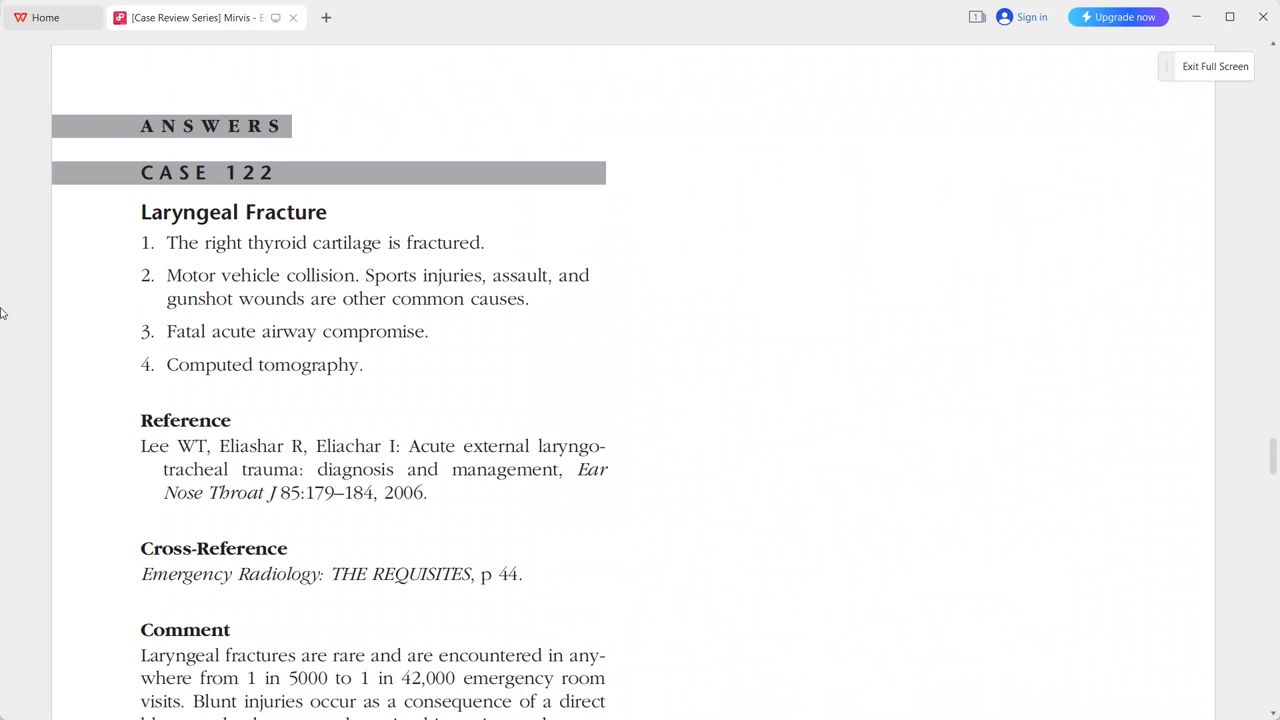 Home
[Case Review Series] Mirvis - E
1
Sign in
Upgrade now
Exit Full Screen
ANSWERS
CASE 122
Laryngeal Fracture
1. The right thyroid cartilage is fractured.
2. Motor vehicle collision. Sports injuries, assault, and
gunshot wounds are other common causes.
3. Fatal acute airway compromise.
4. Computed tomography.
Reference
Lee WT, Eliashar R, Eliachar I: Acute external laryngo-
tracheal trauma: diagnosis and management, Ear
Nose Throat J 85:179–184, 2006.
Cross-Reference
Emergency Radiology: THE REQUISITES, p 44.
Comment
Laryngeal fractures are rare and are encountered in any-
where from 1 in 5000 to 1 in 42,000 emergency room
visits. Blunt injuries occur as a consequence of a direct